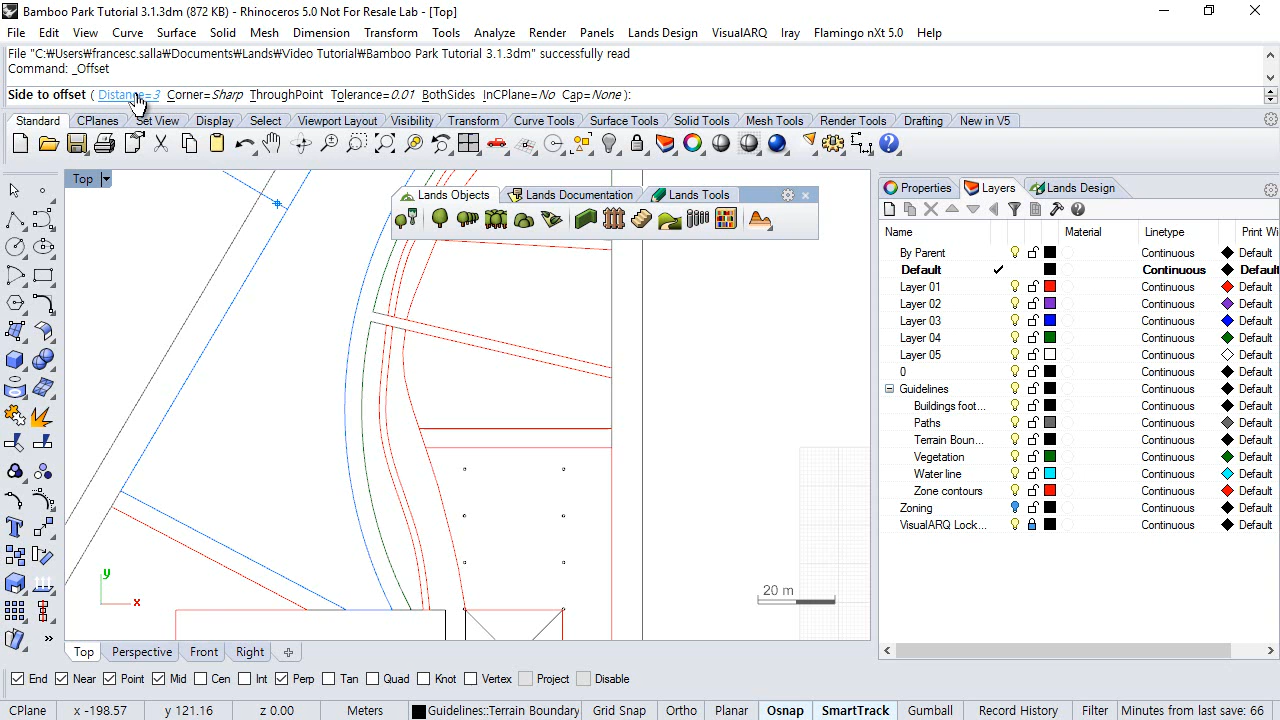 Bamboo Park Tutorial 3.1.3dm (872 KB) - Rhinoceros 5.0 Not For Resale Lab - [Top]
File Edit View Curve Surface Solid Mesh Dimension Transform Tools Analyze Render Panels Lands Design VisualARQ Iray Flamingo nXt 5.0 Help
File "C:₩Users₩francesc.salla₩Documents₩Lands₩Video Tutorial₩Bamboo Park Tutorial 3.1.3dm" successfully read
Command: _Offset
Side to offset ( Distance=3 Corner=Sharp ThroughPoint Tolerance=0.01 BothSides InCPlane=No Cap=None ):
Standard CPlanes Set View Display Select Viewport Layout Visibility Transform Curve Tools Surface Tools Solid Tools Mesh Tools Render Tools Drafting New in V5
Top
Lands Objects Lands Documentation Lands Tools
Properties Layers Lands Design
Name Material Linetype Print Wi
By Parent Continuous Default
Default Continuous Defaul
Layer 01 Continuous Default
Layer 02 Continuous Default
Layer 03 Continuous Default
Layer 04 Continuous Default
Layer 05 Continuous Default
0 Continuous Default
Guidelines Continuous Default
Buildings foot... Continuous Default
Paths Continuous Default
Terrain Boun... Continuous Default
Vegetation Continuous Default
Water line Continuous Default
Zone contours Continuous Default
Zoning Continuous Default
VisualARQ Lock... Continuous Default
y
x
20 m
Top Perspective Front Right
End Near Point Mid Cen Int Perp Tan Quad Knot Vertex Project Disable
CPlane x -198.57 y 121.16 z 0.00 Meters Guidelines::Terrain Boundary Grid Snap Ortho Planar Osnap SmartTrack Gumball Record History Filter Minutes from last save: 66